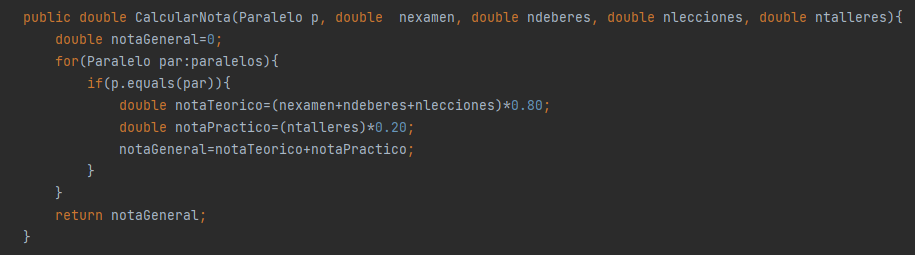 public double CalcularNota(Paralelo p, double  nexamen, double ndeberes, double nlecciones, double ntalleres){
    double notaGeneral=0;
    for(Paralelo par:paralelos){
        if(p.equals(par)){
            double notaTeorico=(nexamen+ndeberes+nlecciones)*0.80;
            double notaPractico=(ntalleres)*0.20;
            notaGeneral=notaTeorico+notaPractico;
        }
    }
    return notaGeneral;
}